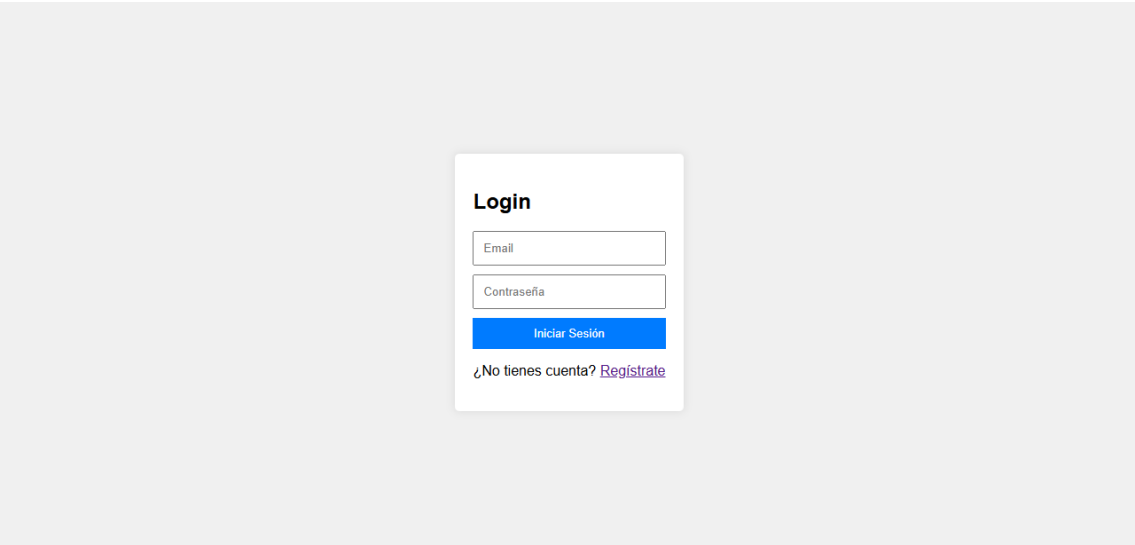 Login
Email
Contraseña
Iniciar Sesión
¿No tienes cuenta? Regístrate